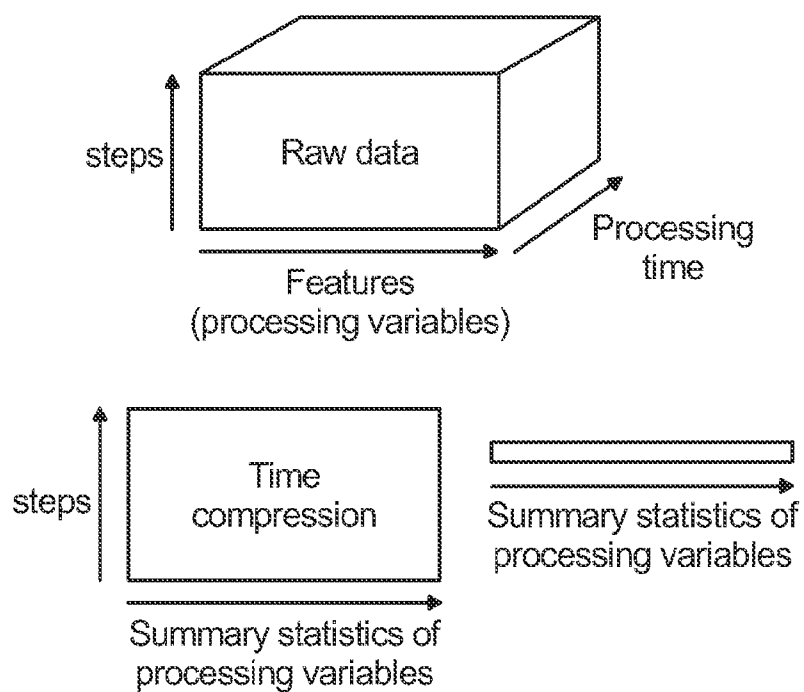 steps
Raw data
Processing
time
Features
(processing variables)
steps
Time
compression
Summary statistics of
processing variables
Summary statistics of
processing variables